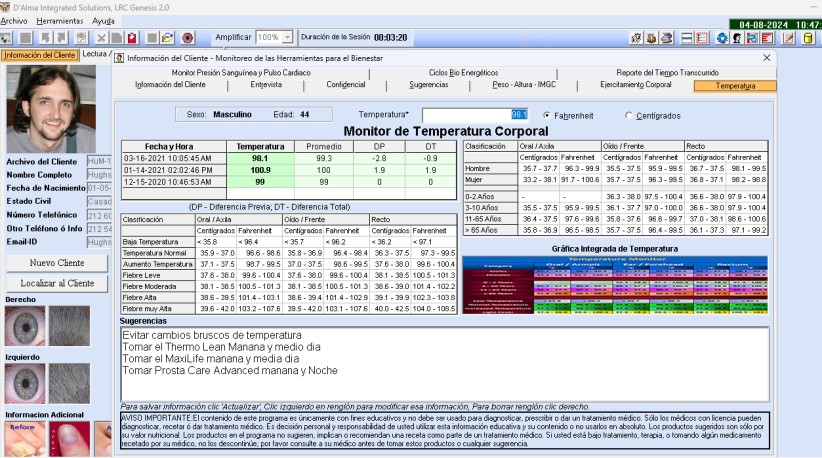 D'Alma Integrated Solutions, LRC Genesis 2.0
04-08-2024 10:47:
Archivo Herramientas Ayuda
Amplificar 100% Duración de la Sesión 00:03:20
Información del Cliente Lectura /
Información del Cliente - Monitoreo de las Herramientas para el Bienestar
Monitor Presión Sanguínea y Pulso Cardiaco Ciclos Bio Energéticos Reporte del Tiempo Transcurrido
Información del Cliente Entrevista Confidencial Sugerencias Peso - Altura - IMGC Ejercitamiento Corporal Temperatura
Sexo: Masculino Edad: 44 Temperatura* 98.1 Fahrenheit Centígrados
Monitor de Temperatura Corporal
Fecha y Hora Temperatura Promedio DP DT
03-16-2021 10:05:45 AM 98.1 99.3 -2.8 -0.9
01-14-2021 02:02:46 PM 100.9 100 1.9 1.9
12-15-2020 10:46:53 AM 99 99 0 0
(DP - Diferencia Previa; DT - Diferencia Total)
Clasificación Oral / Axila Oído / Frente Recto
Centígrados Fahrenheit Centígrados Fahrenheit Centígrados Fahrenheit
Hombre 35.7 - 37.7 96.3 - 99.9 35.5 - 37.5 95.9 - 99.5 36.7 - 37.5 98.1 - 99.5
Mujer 33.2 - 38.1 91.7 - 100.6 35.7 - 37.5 96.3 - 99.5 36.8 - 37.1 98.2 - 98.8
0-2 Años - - 36.3 - 38.0 97.5 - 100.4 36.6 - 38.0 97.9 - 100.4
3-10 Años 35.5 - 37.5 95.9 - 99.5 36.1 - 37.7 97.0 - 100.0 36.6 - 38.0 97.9 - 100.4
11-65 Años 36.4 - 37.5 97.6 - 99.6 35.8 - 37.6 96.6 - 99.7 37.0 - 38.1 98.6 - 100.6
> 65 Años 35.8 - 36.9 96.5 - 98.5 35.8 - 37.5 96.4 - 99.5 36.1 - 37.3 97.1 - 99.2
Clasificación Oral / Axila Oído / Frente Recto
Centígrados Fahrenheit Centígrados Fahrenheit Centígrados Fahrenheit
Baja Temperatura < 35.8 < 96.4 < 35.7 < 96.2 < 36.2 < 97.1
Temperatura Normal 35.9 - 37.0 96.6 - 98.6 35.8 - 36.9 96.4 - 98.4 36.3 - 37.5 97.3 - 99.5
Aumento Temperatura 37.1 - 37.5 98.7 - 99.5 37.0 - 37.5 98.6 - 99.5 37.6 - 38.0 99.6 - 100.4
Fiebre Leve 37.6 - 38.0 99.6 - 100.4 37.6 - 38.0 99.6 - 100.4 38.1 - 38.5 100.5 - 101.3
Fiebre Moderada 38.1 - 38.5 100.5 - 101.3 38.1 - 38.5 100.5 - 101.3 38.6 - 39.0 101.4 - 102.2
Fiebre Alta 38.6 - 39.5 101.4 - 103.1 38.6 - 39.4 101.4 - 102.9 39.1 - 39.9 102.3 - 103.8
Fiebre muy Alta 39.6 - 42.0 103.2 - 107.6 39.5 - 42.0 103.1 - 107.6 40.0 - 42.5 104.0 - 108.5
Gráfica Integrada de Temperatura
Temperature Monitor
Category Oral / Armpit Ear / Forehead Rectum
Archivo del Cliente HuM-1
Nombre Completo Hughs
Fecha de Nacimiento 01-05-
Estado Civil Casad
Número Telefónico 212 60
Otro Teléfono ó Info 212 54
Email-ID Hughs
Nuevo Cliente
Localizar al Cliente
Derecho
Izquierdo
Informacion Adicional
Before
Sugerencias
Evitar cambios bruscos de temperatura
Tomar el Thermo Lean Manana y medio dia
Tomar el MaxiLife manana y media dia
Tomar Prosta Care Advanced manana y Noche
Para salvar información clic 'Actualizar', Clic izquierdo en renglón para modificar esa información, Para borrar renglón clic derecho.
AVISO IMPORTANTE:El contenido de este programa es únicamente con fines educativos y no debe ser usado para diagnosticar, prescribir o dar un tratamiento médico. Sólo los médicos con licencia pueden
diagnosticar, recetar ó dar tratamiento médico. Es decisión personal y responsabilidad de usted utilizar esta información educativa y su contenido o no usarlos en absoluto. Los productos sugeridos son sólo por
su valor nutricional. Los productos en el programa no sugieren, implican o recomiendan una receta como parte de un tratamiento médico. Si usted está bajo tratamiento, terapia, o tomando algún medicamento
recetado por su médico, no los descontinúe; por favor consulte a su médico antes de tomar estos productos o cualquier sugerencia.